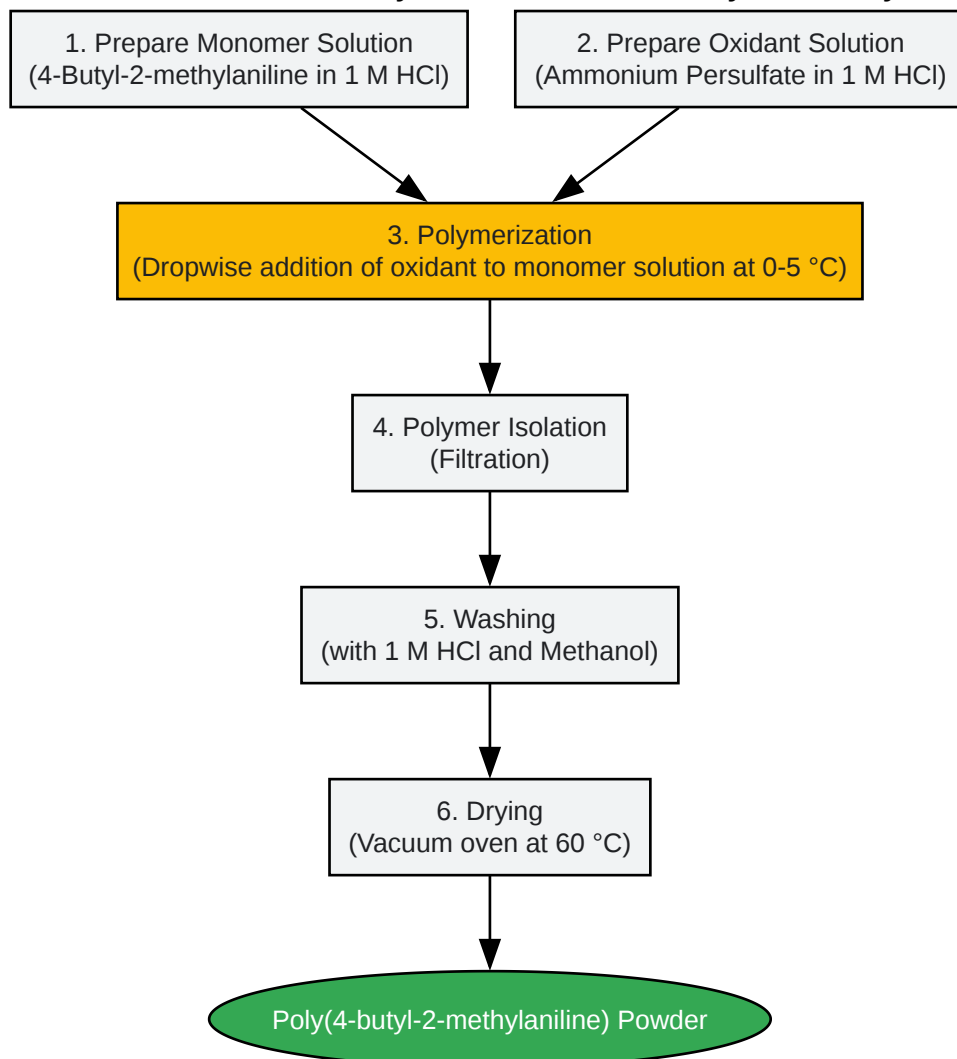 1. Prepare Monomer Solution
(4-Butyl-2-methylaniline in 1 M HCl)
2. Prepare Oxidant Solution
(Ammonium Persulfate in 1 M HCl)
3. Polymerization
(Dropwise addition of oxidant to monomer solution at 0-5 °C)
4. Polymer Isolation
(Filtration)
5. Washing
(with 1 M HCl and Methanol)
6. Drying
(Vacuum oven at 60 °C)
Poly(4-butyl-2-methylaniline) Powder